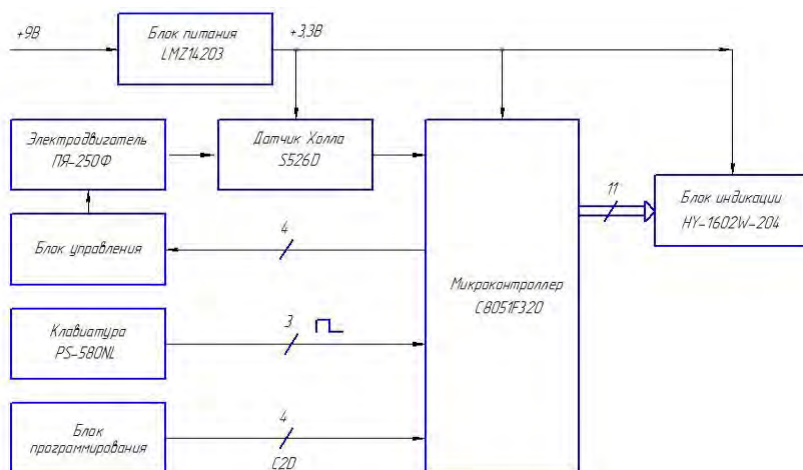 +9В
Блок питания
LMZ14203
+3,3В
Электродвигатель
ПЯ-250Ф
Датчик Холла
S526D
11
Блок индикации
HY-1602W-204
Блок управления
4
Микроконтроллер
C8051F320
Клавиатура
PS-580NL
3
Блок
программирования
4
C2D